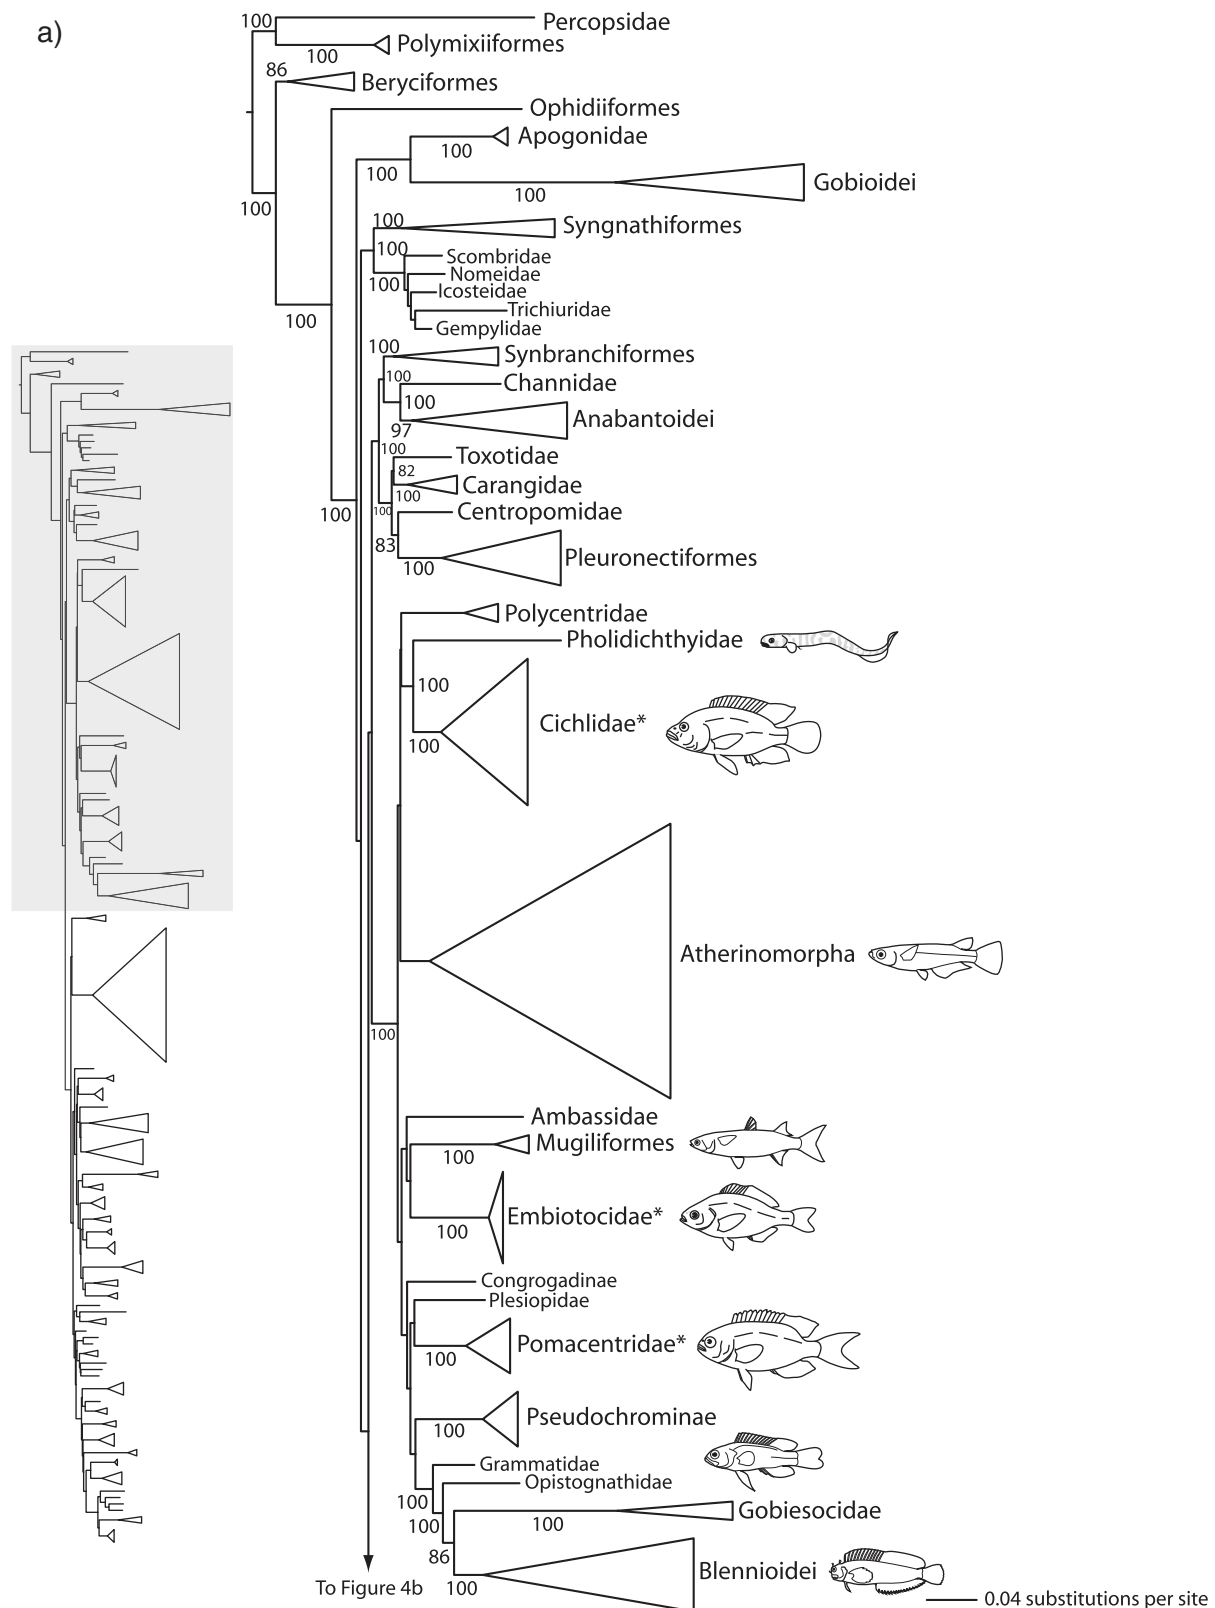 a)
100
Percopsidae
Polymixiiformes
100
86
Beryciformes
Ophidiiformes
Apogonidae
100
100
Gobioidei
100
100
100
Syngnathiformes
100
Scombridae
Nomeidae
100
Icosteidae
Trichiuridae
100
Gempylidae
100
Synbranchiformes
100
Channidae
100
Anabantoidei
97
100
Toxotidae
82
Carangidae
100
100
Centropomidae
100
83
Pleuronectiformes
100
Polycentridae
Pholidichthyidae
100
Cichlidae*
100
Atherinomorpha
100
Ambassidae
Mugiliformes
100
Embiotocidae*
100
Congrogadinae
Plesiopidae
Pomacentridae*
100
Pseudochrominae
100
Grammatidae
Opistognathidae
100
Gobiesocidae
100
100
86
Blennioidei
100
To Figure 4b
0.04 substitutions per site